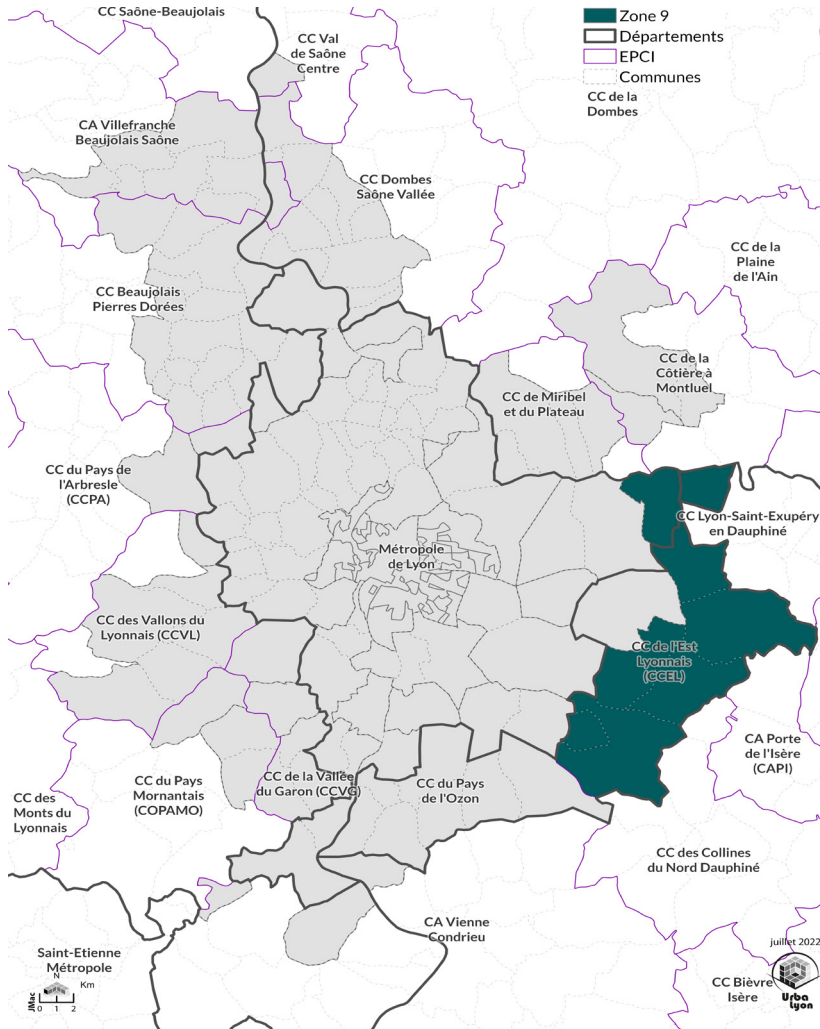 CC Saône-Beaujolais
Zone 9
Départements
EPCI
Communes
CC Val
de Saône
Centre
CC de la
Dombes
CA Villefranche
Beaujolais Saône
CC Dombes
Saône Vallée
CC de la
Plaine
de l'Ain
CC Beaujolais
Pierres Dorées
CC de la
Côtière à
Montluel
CC de Miribel
et du Plateau
CC du Pays de
l'Arbresle
(CCPA)
CC Lyon-Saint-Exupéry
en Dauphiné
Métropole
de Lyon
CC des Vallons du
Lyonnais (CCVL)
CC de l'Est
Lyonnais
(CCEL)
CA Porte
de l'Isère
(CAPI)
CC du Pays
Mornantais
(COPAMO)
CC de la Vallée
du Garon (CCVG)
CC du Pays
de l'Ozon
CC des
Monts du
Lyonnais
CC des Collines
du Nord Dauphiné
CA Vienne
Condrieu
Saint-Etienne
Métropole
juillet 2022
CC Bièvre
Isère
N
Km
0 1 2
JMac
Urba
Lyon